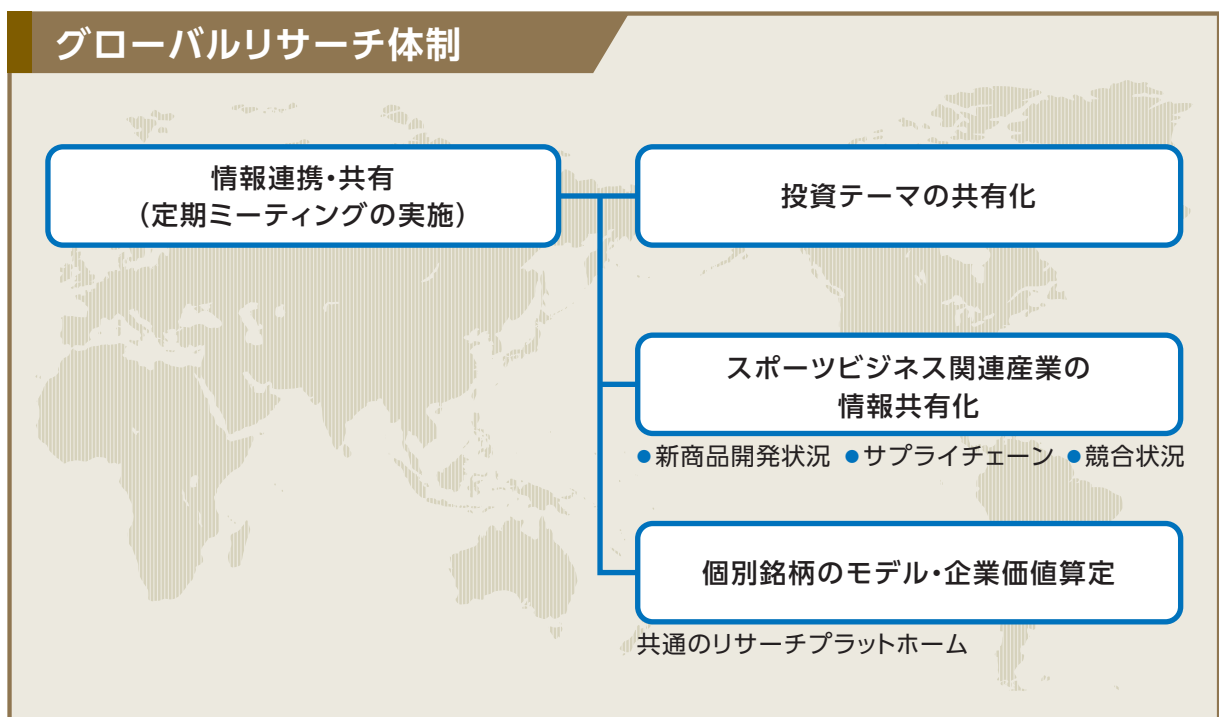 グローバルリサーチ体制
情報連携・共有
（定期ミーティングの実施）
投資テーマの共有化
スポーツビジネス関連産業の
情報共有化
●新商品開発状況 ●サプライチェーン ●競合状況
個別銘柄のモデル・企業価値算定
共通のリサーチプラットホーム